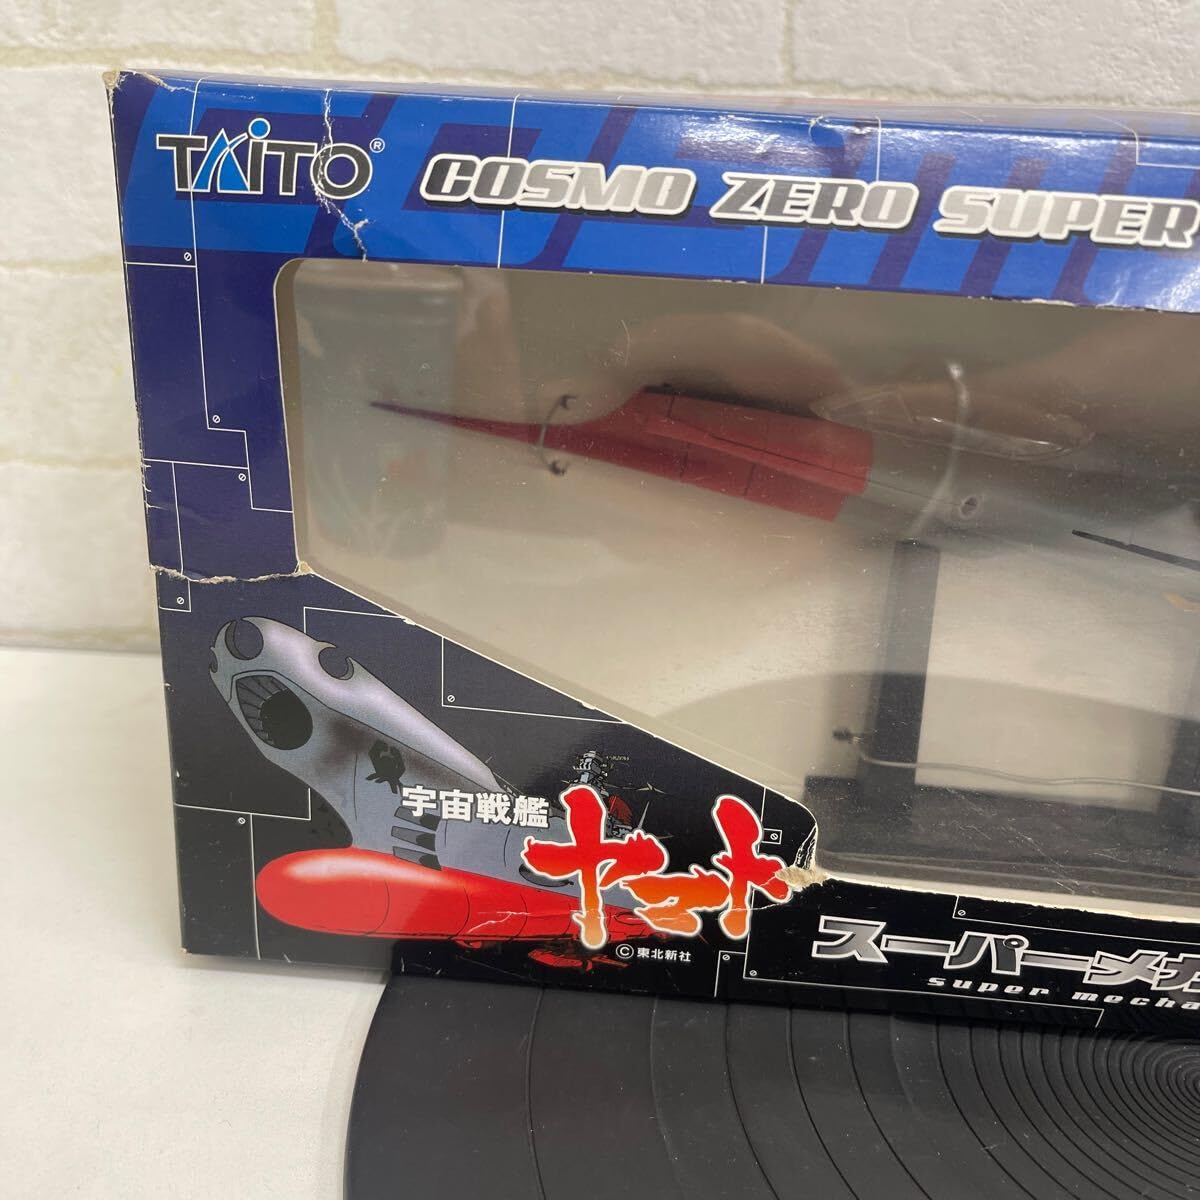 TAiTO®
COSMO ZERO SUPER
宇宙戦艦
ヤマト
© 東北新社
スーパーメカ
super mecha